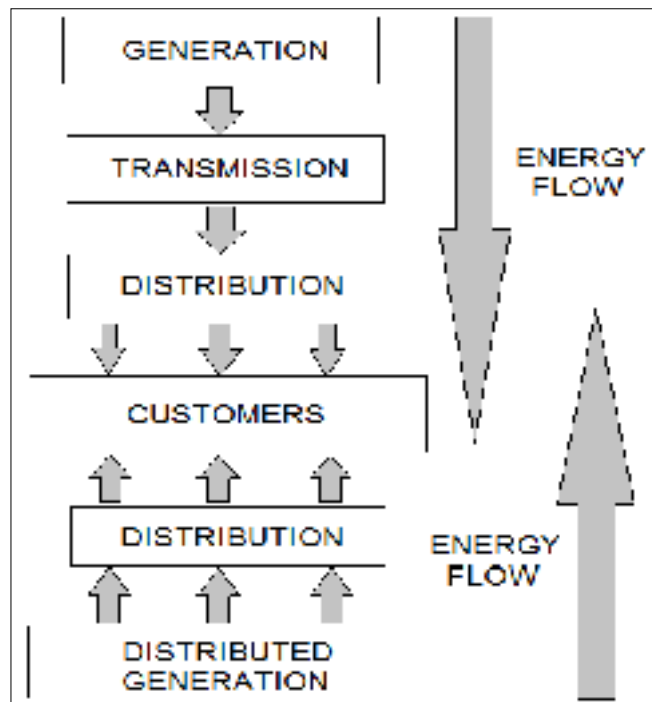 GENERATION
TRANSMISSION
ENERGY
FLOW
DISTRIBUTION
CUSTOMERS
DISTRIBUTION
ENERGY
FLOW
DISTRIBUTED
GENERATION